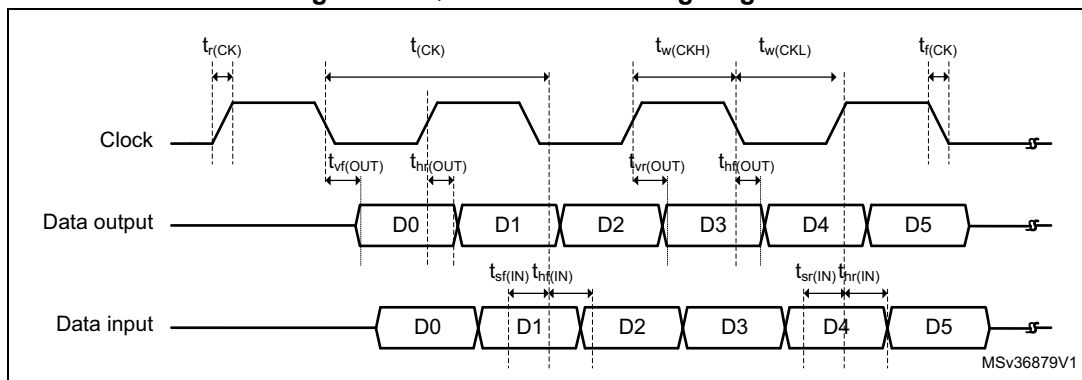 t_r(CK) t_(CK) t_w(CKH) t_w(CKL) t_f(CK)
Clock
t_vf(OUT) t_hr(OUT) t_vr(OUT) t_hf(OUT)
Data output D0 D1 D2 D3 D4 D5
t_sf(IN) t_hf(IN) t_sr(IN) t_hr(IN)
Data input D0 D1 D2 D3 D4 D5
MSv36879V1